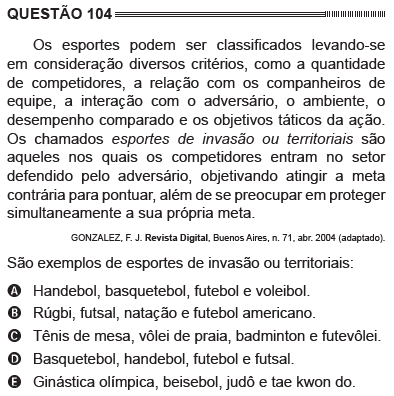 QUESTÃO 104
Os esportes podem ser classificados levando-se
em consideração diversos critérios, como a quantidade
de competidores, a relação com os companheiros de
equipe, a interação com o adversário, o ambiente, o
desempenho comparado e os objetivos táticos da ação.
Os chamados esportes de invasão ou territoriais são
aqueles nos quais os competidores entram no setor
defendido pelo adversário, objetivando atingir a meta
contrária para pontuar, além de se preocupar em proteger
simultaneamente a sua própria meta.
GONZALEZ, F. J. Revista Digital, Buenos Aires, n. 71, abr. 2004 (adaptado).
São exemplos de esportes de invasão ou territoriais:
A Handebol, basquetebol, futebol e voleibol.
B Rúgbi, futsal, natação e futebol americano.
C Tênis de mesa, vôlei de praia, badminton e futevôlei.
D Basquetebol, handebol, futebol e futsal.
E Ginástica olímpica, beisebol, judô e tae kwon do.